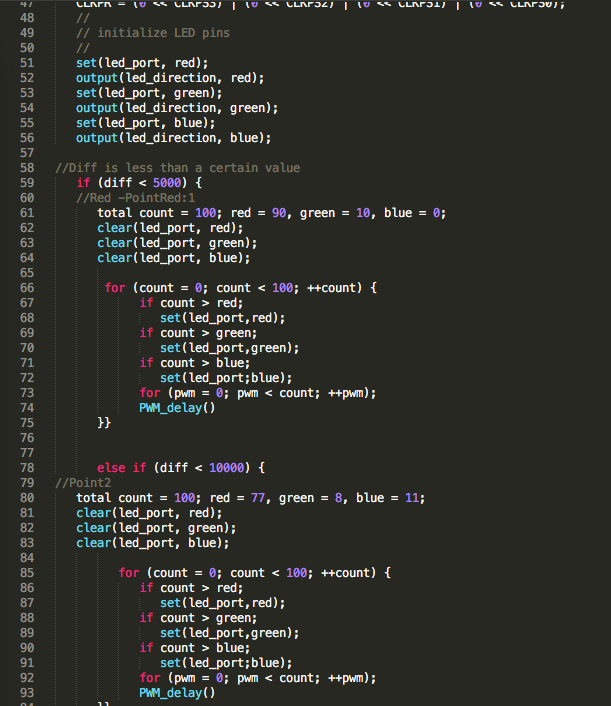 47 CLKPR = (0 << CLKPS3) | (0 << CLKPS2) | (0 << CLKPS1) | (0 << CLKPS0);
48 //
49 // initialize LED pins
50 //
51 set(led_port, red);
52 output(led_direction, red);
53 set(led_port, green);
54 output(led_direction, green);
55 set(led_port, blue);
56 output(led_direction, blue);
57
58 //Diff is less than a certain value
59 if (diff < 5000) {
60 //Red -PointRed:1
61 total count = 100; red = 90, green = 10, blue = 0;
62 clear(led_port, red);
63 clear(led_port, green);
64 clear(led_port, blue);
65
66 for (count = 0; count < 100; ++count) {
67 if count > red;
68 set(led_port,red);
69 if count > green;
70 set(led_port,green);
71 if count > blue;
72 set(led_port;blue);
73 for (pwm = 0; pwm < count; ++pwm);
74 PWM_delay()
75 }}
76
77
78 else if (diff < 10000) {
79 //Point2
80 total count = 100; red = 77, green = 8, blue = 11;
81 clear(led_port, red);
82 clear(led_port, green);
83 clear(led_port, blue);
84
85 for (count = 0; count < 100; ++count) {
86 if count > red;
87 set(led_port,red);
88 if count > green;
89 set(led_port,green);
90 if count > blue;
91 set(led_port;blue);
92 for (pwm = 0; pwm < count; ++pwm);
93 PWM_delay()
94 }}